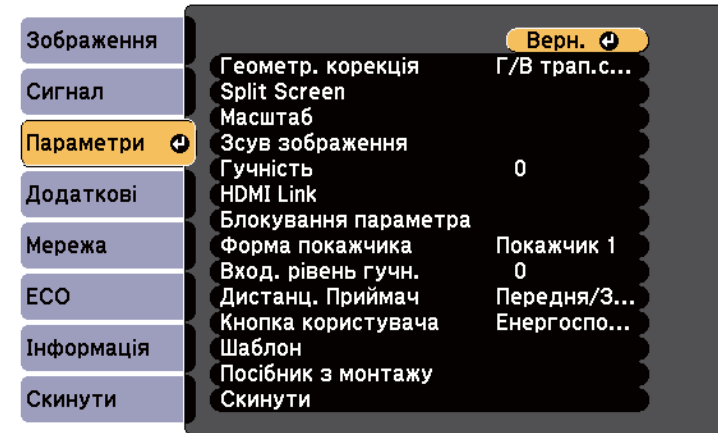 Зображення
Сигнал
Параметри
Додаткові
Мережа
ECO
Інформація
Скинути
Верн.
Геометр. корекція Г/В трап.с...
Split Screen
Масштаб
Зсув зображення
Гучність 0
HDMI Link
Блокування параметра
Форма покажчика Покажчик 1
Вход. рівень гучн. 0
Дистанц. Приймач Передня/З...
Кнопка користувача Енергоспо...
Шаблон
Посібник з монтажу
Скинути